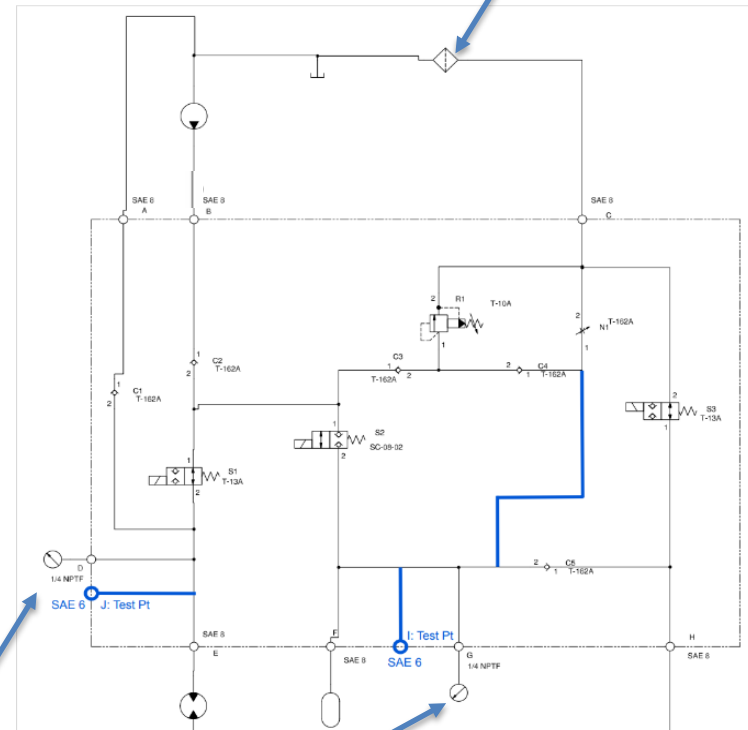 SAE 8
A
SAE 8
B
SAE 8
C
2
R1
T-10A
1
2
N1
T-162A
1
1
C2
2
T-162A
C3
1
2
T-162A
2
C4
1
T-162A
1
C1
2
T-162A
1
S2
SC-08-02
2
2
S3
T-13A
1
1
S1
T-13A
2
D
1/4 NPTF
SAE 6
J: Test Pt
2
C5
1
T-162A
SAE 8
E
F
SAE 8
I: Test Pt
SAE 6
G
1/4 NPTF
H
SAE 8